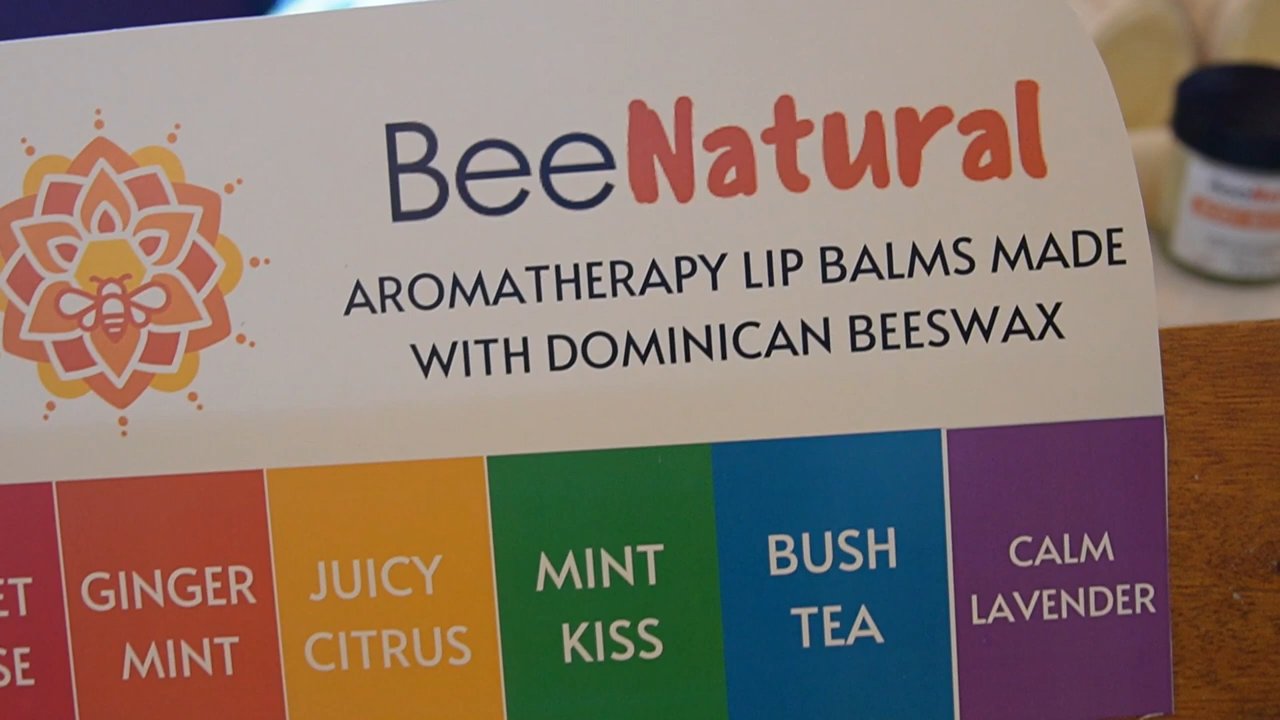 BeeNatural
AROMATHERAPY LIP BALMS MADE
WITH DOMINICAN BEESWAX
GINGER
MINT
JUICY
CITRUS
MINT
KISS
BUSH
TEA
CALM
LAVENDER